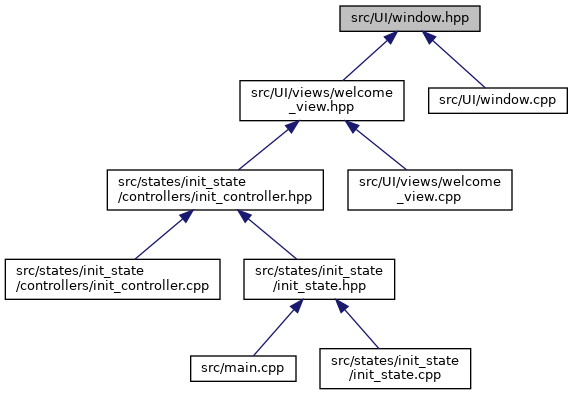 src/UI/window.hpp
src/UI/views/welcome
_view.hpp
src/UI/window.cpp
src/states/init_state
/controllers/init_controller.hpp
src/UI/views/welcome
_view.cpp
src/states/init_state
/controllers/init_controller.cpp
src/states/init_state
/init_state.hpp
src/main.cpp
src/states/init_state
/init_state.cpp